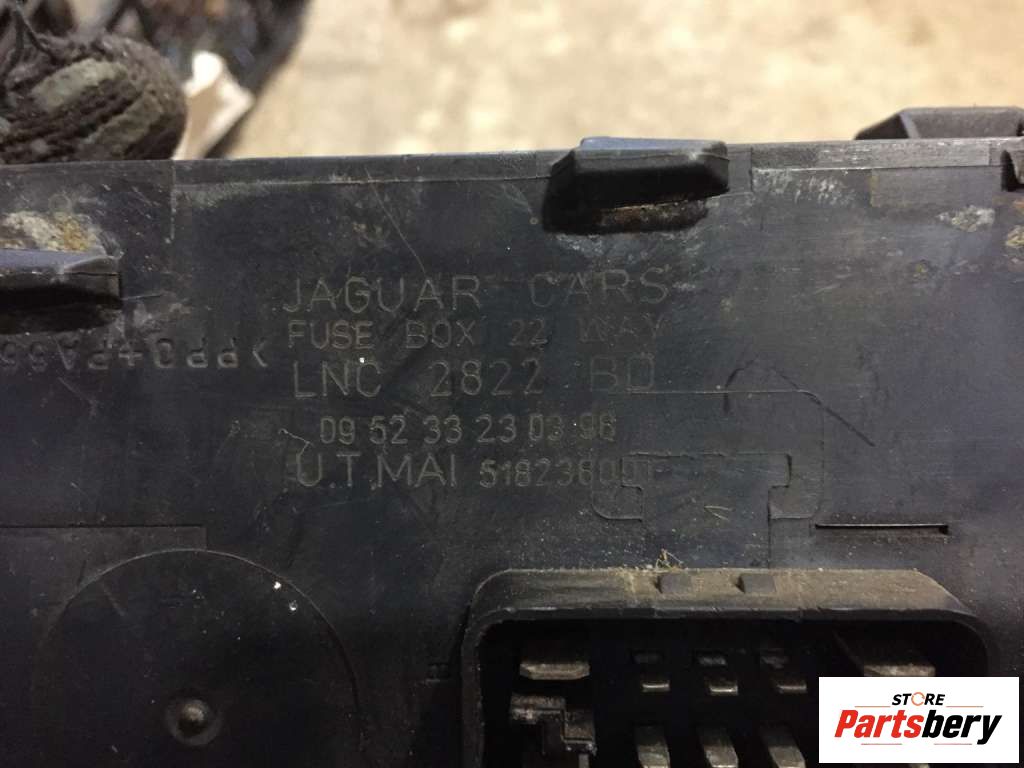 JAGUAR CARS
FUSE BOX 22 WAY
LNC 2822 BD
09 52 33 23 03 96
U.T.MAI
STORE
Partsbery